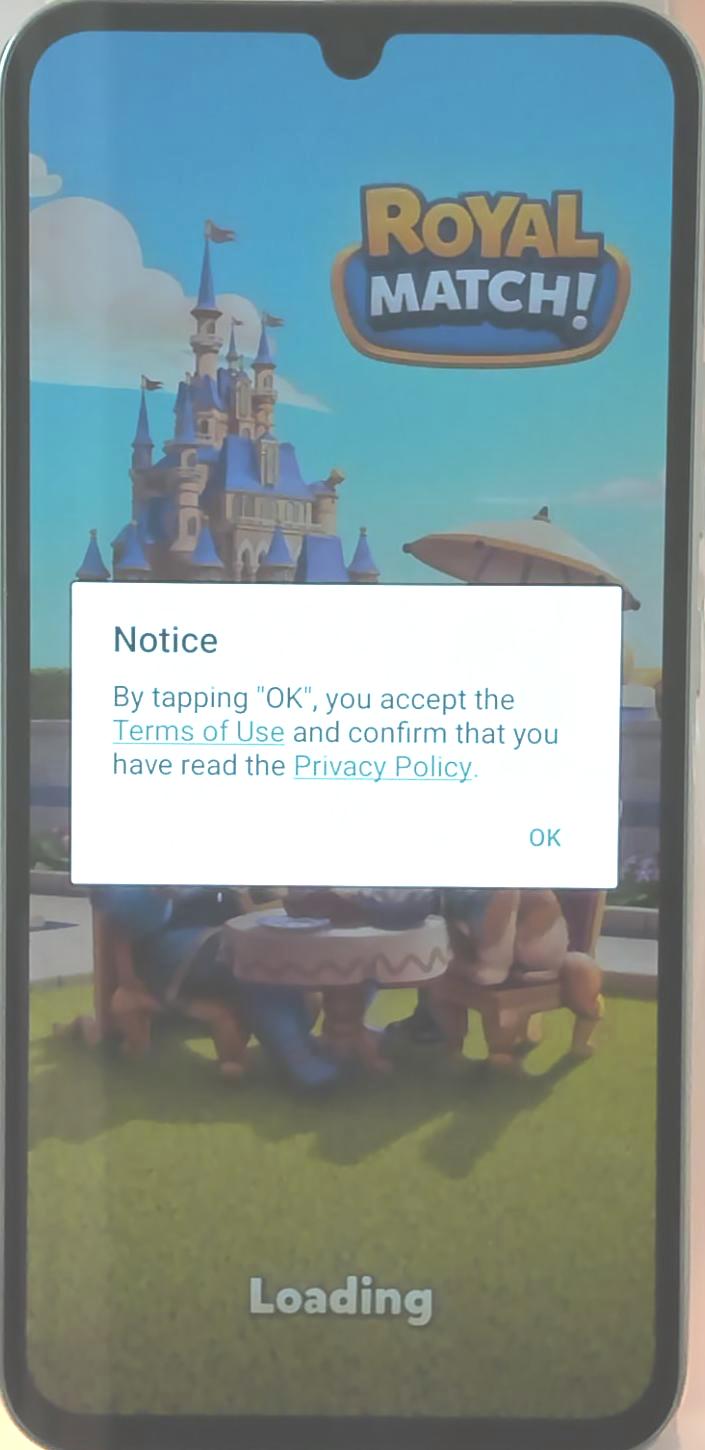 ROYAL
MATCH!
Notice
By tapping "OK", you accept the
Terms of Use and confirm that you
have read the Privacy Policy.
OK
Loading